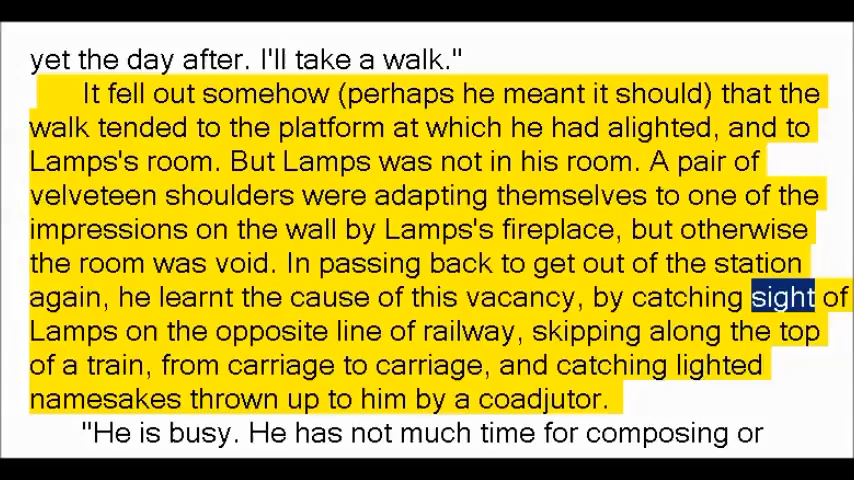 yet the day after. I'll take a walk."
It fell out somehow (perhaps he meant it should) that the
walk tended to the platform at which he had alighted, and to
Lamps's room. But Lamps was not in his room. A pair of
velveteen shoulders were adapting themselves to one of the
impressions on the wall by Lamps's fireplace, but otherwise
the room was void. In passing back to get out of the station
again, he learnt the cause of this vacancy, by catching sight of
Lamps on the opposite line of railway, skipping along the top
of a train, from carriage to carriage, and catching lighted
namesakes thrown up to him by a coadjutor.
"He is busy. He has not much time for composing or